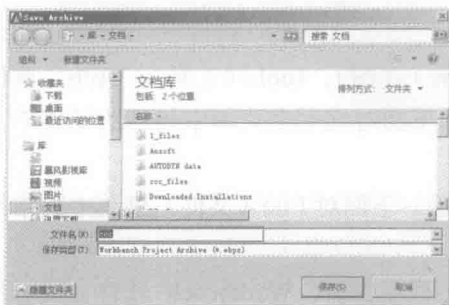 Save Archive
库 文档
搜索 文档
组织 新建文件夹
收藏夹
下载
桌面
最近访问的位置
库
暴风影视库
视频
图片
文档
文档库
包括: 2个位置
排列方式: 文件夹
名称
1_files
Ansoft
AUTODYN data
ccc_files
Downloaded Installations
文件名(N):
保存类型(T): Workbench Project Archive (*.wbpz)
隐藏文件夹
保存(S)
取消